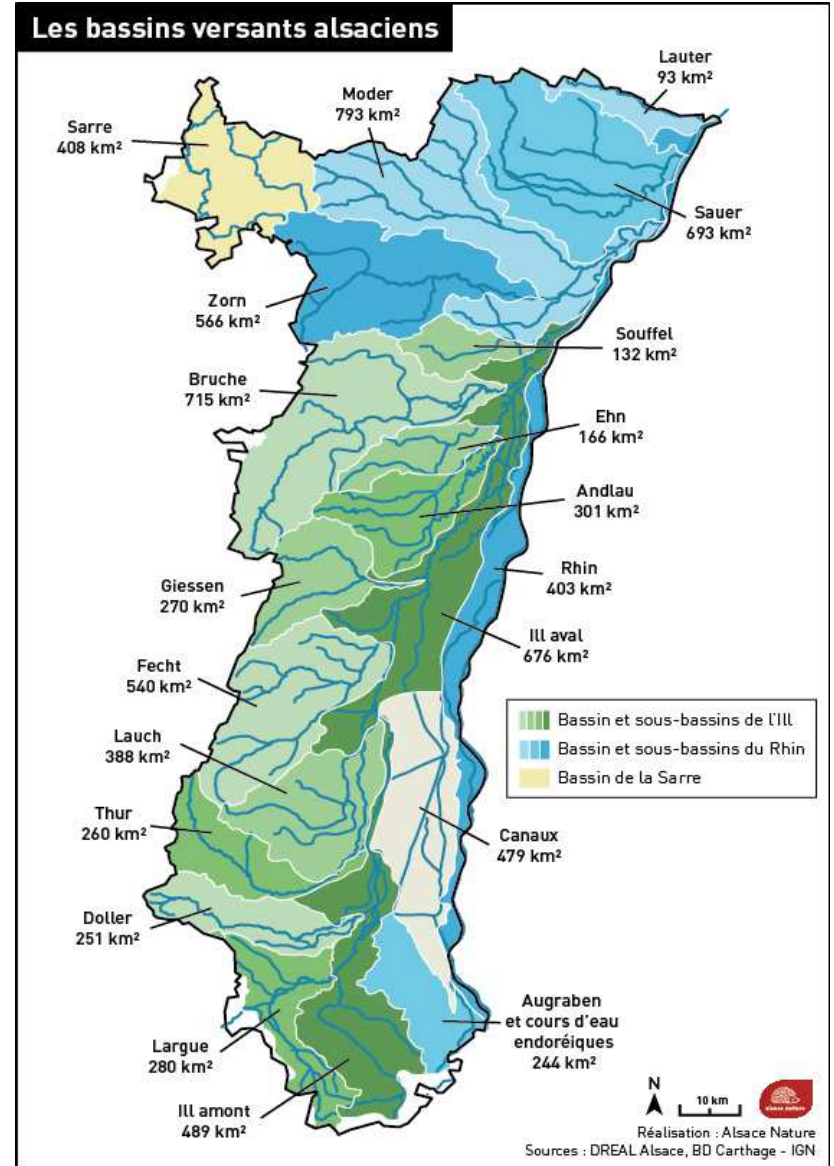 Les bassins versants alsaciens
Lauter
93 km²
Moder
793 km²
Sarre
408 km²
Sauer
693 km²
Zorn
566 km²
Souffel
132 km²
Bruche
715 km²
Ehn
166 km²
Andlau
301 km²
Rhin
403 km²
Giessen
270 km²
Ill aval
676 km²
Fecht
540 km²
Bassin et sous-bassins de l'Ill
Bassin et sous-bassins du Rhin
Bassin de la Sarre
Lauch
388 km²
Thur
260 km²
Canaux
479 km²
Doller
251 km²
Augraben
et cours d'eau
endoréiques
244 km²
Largue
280 km²
Ill amont
489 km²
N
10 km
alsace nature
Réalisation : Alsace Nature
Sources : DREAL Alsace, BD Carthage - IGN